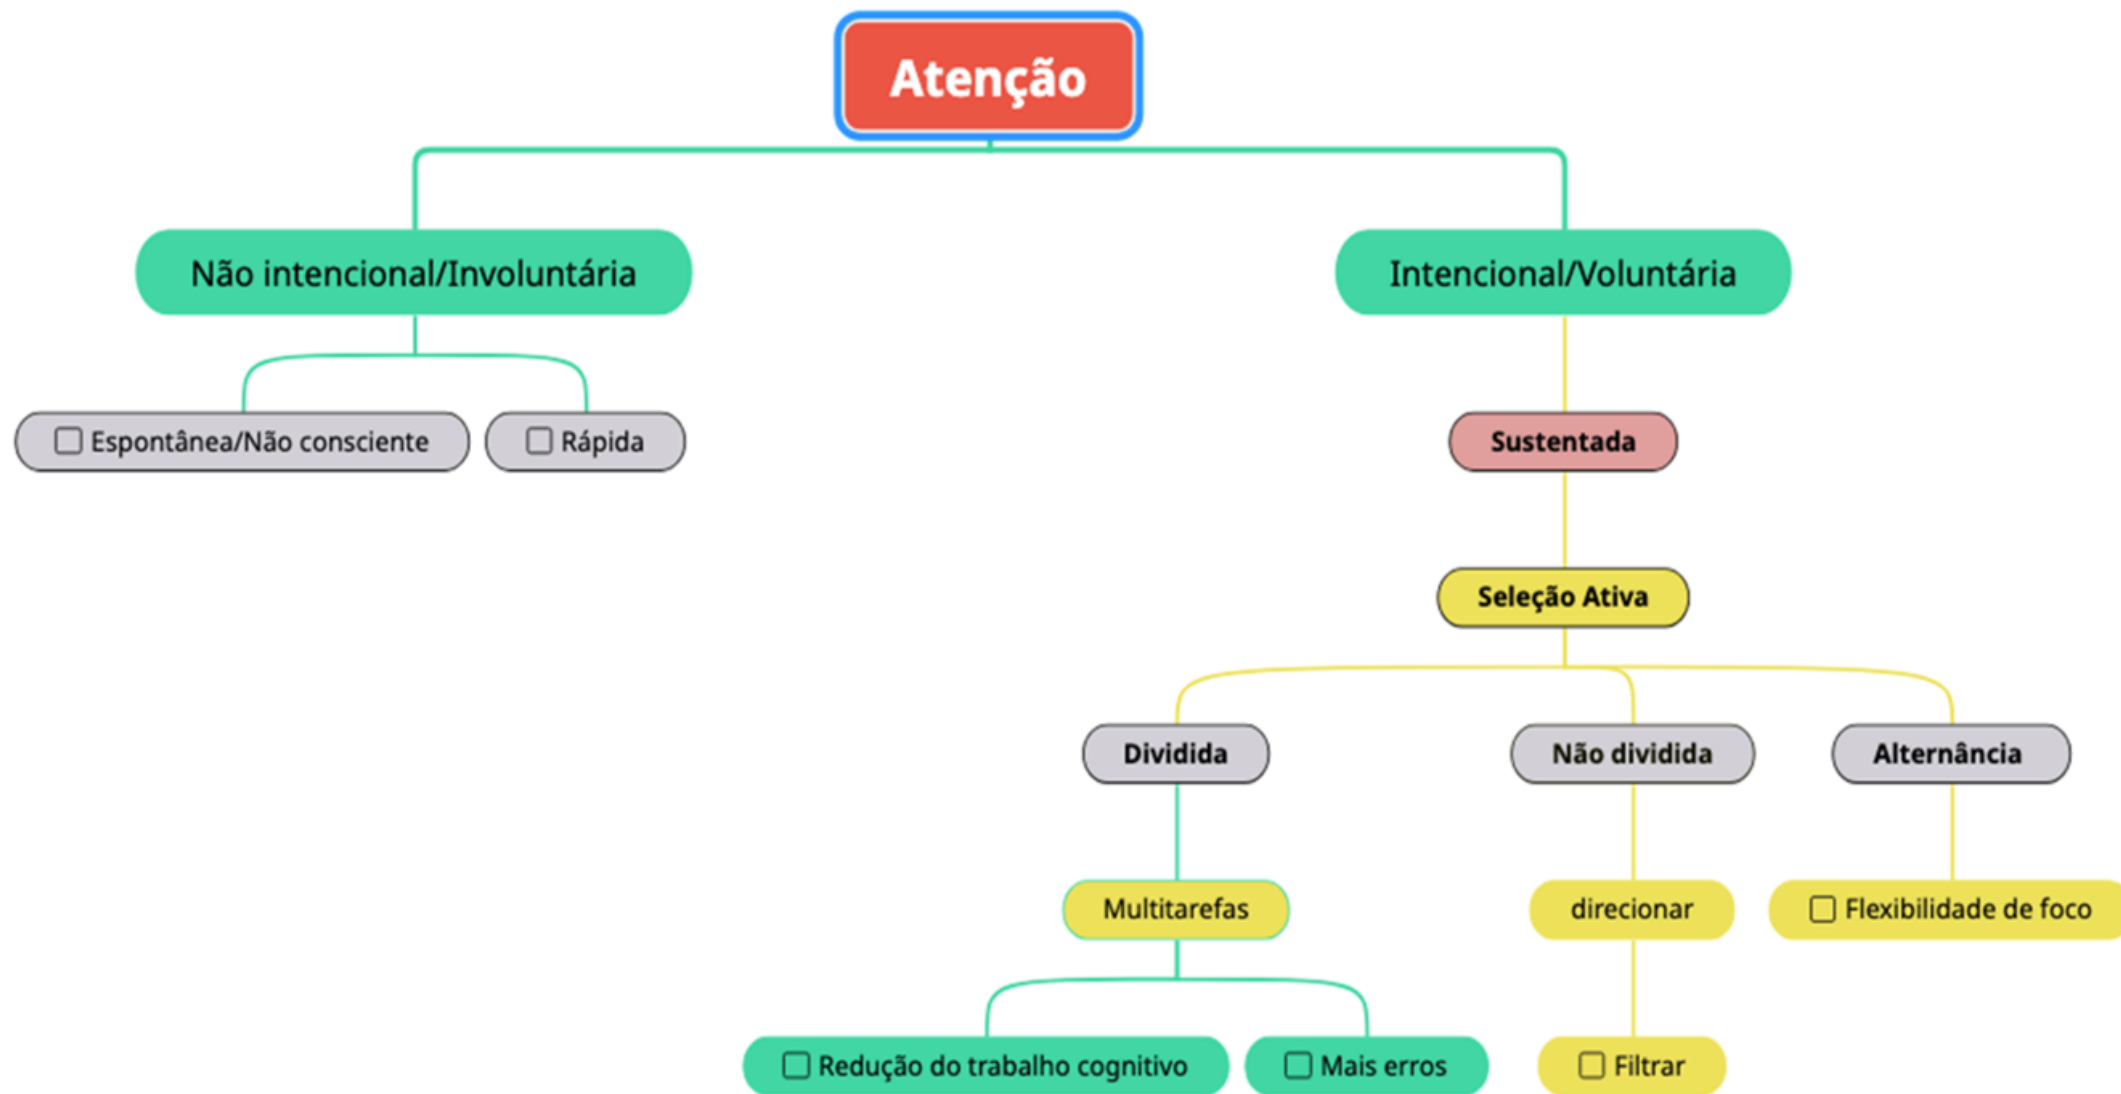 Atenção
Não intencional/Involuntária
Intencional/Voluntária
Espontânea/Não consciente
Rápida
Sustentada
Seleção Ativa
Dividida
Não dividida
Alternância
Multitarefas
direcionar
Flexibilidade de foco
Redução do trabalho cognitivo
Mais erros
Filtrar